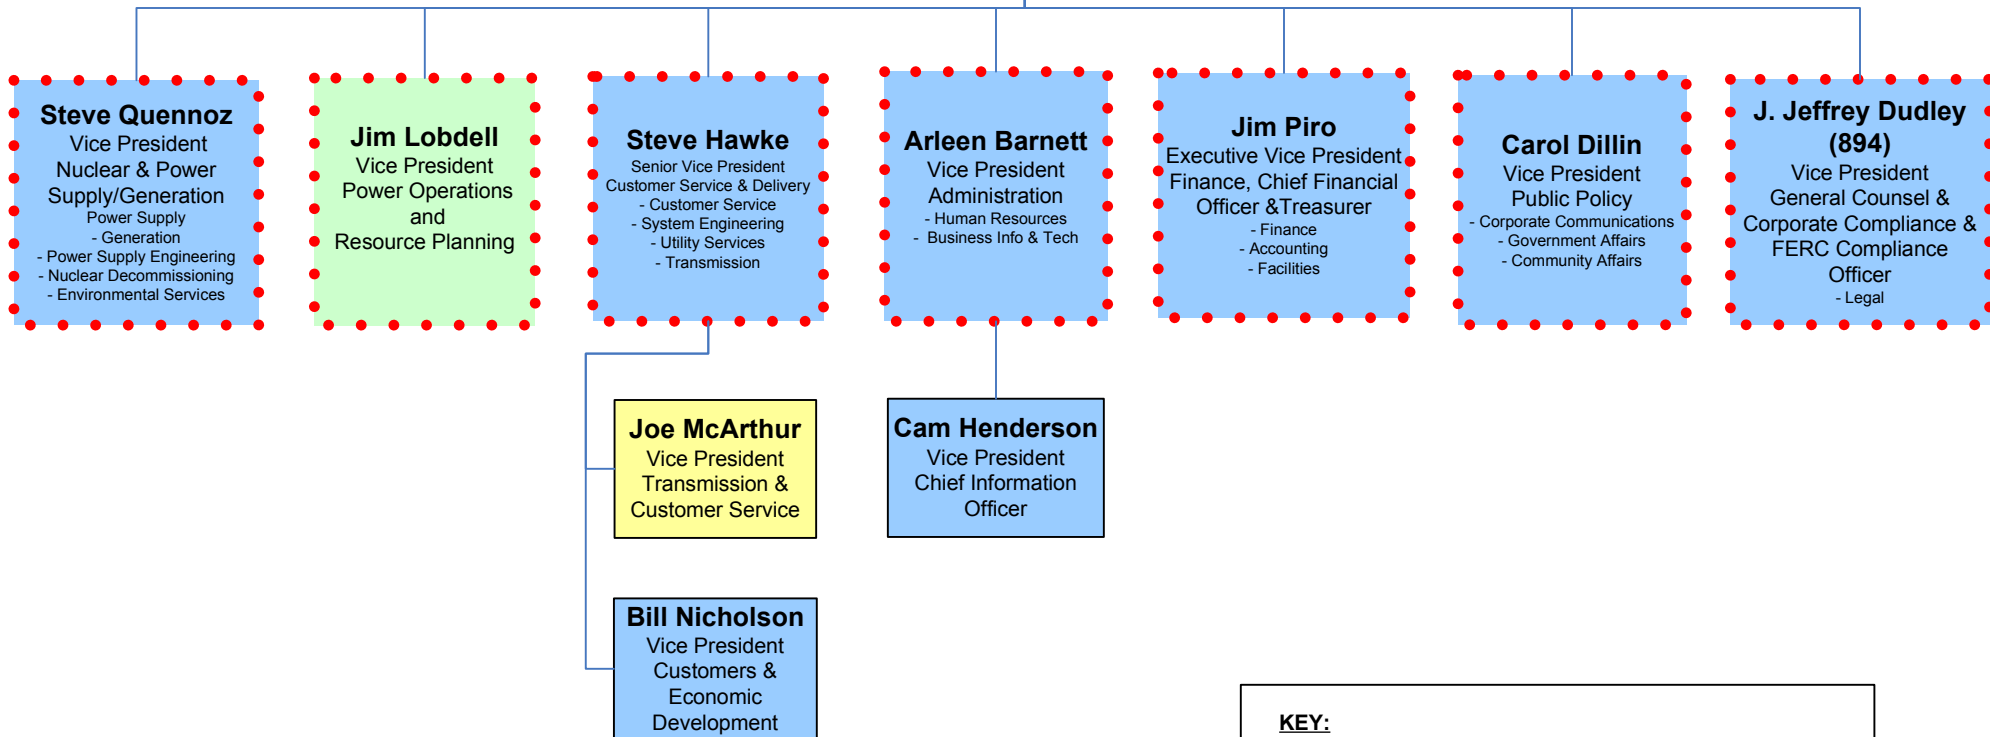 Steve Quennoz
Vice President
Nuclear & Power
Supply/Generation
Power Supply
- Generation
- Power Supply Engineering
- Nuclear Decommissioning
- Environmental Services
Jim Lobdell
Vice President
Power Operations
and
Resource Planning
Steve Hawke
Senior Vice President
Customer Service & Delivery
- Customer Service
- System Engineering
- Utility Services
- Transmission
Arleen Barnett
Vice President
Administration
- Human Resources
- Business Info & Tech
Jim Piro
Executive Vice President
Finance, Chief Financial
Officer &Treasurer
- Finance
- Accounting
- Facilities
Carol Dillin
Vice President
Public Policy
- Corporate Communications
- Government Affairs
- Community Affairs
J. Jeffrey Dudley
(894)
Vice President
General Counsel &
Corporate Compliance &
FERC Compliance
Officer
- Legal
Joe McArthur
Vice President
Transmission &
Customer Service
Cam Henderson
Vice President
Chief Information
Officer
Bill Nicholson
Vice President
Customers &
Economic
Development
KEY: